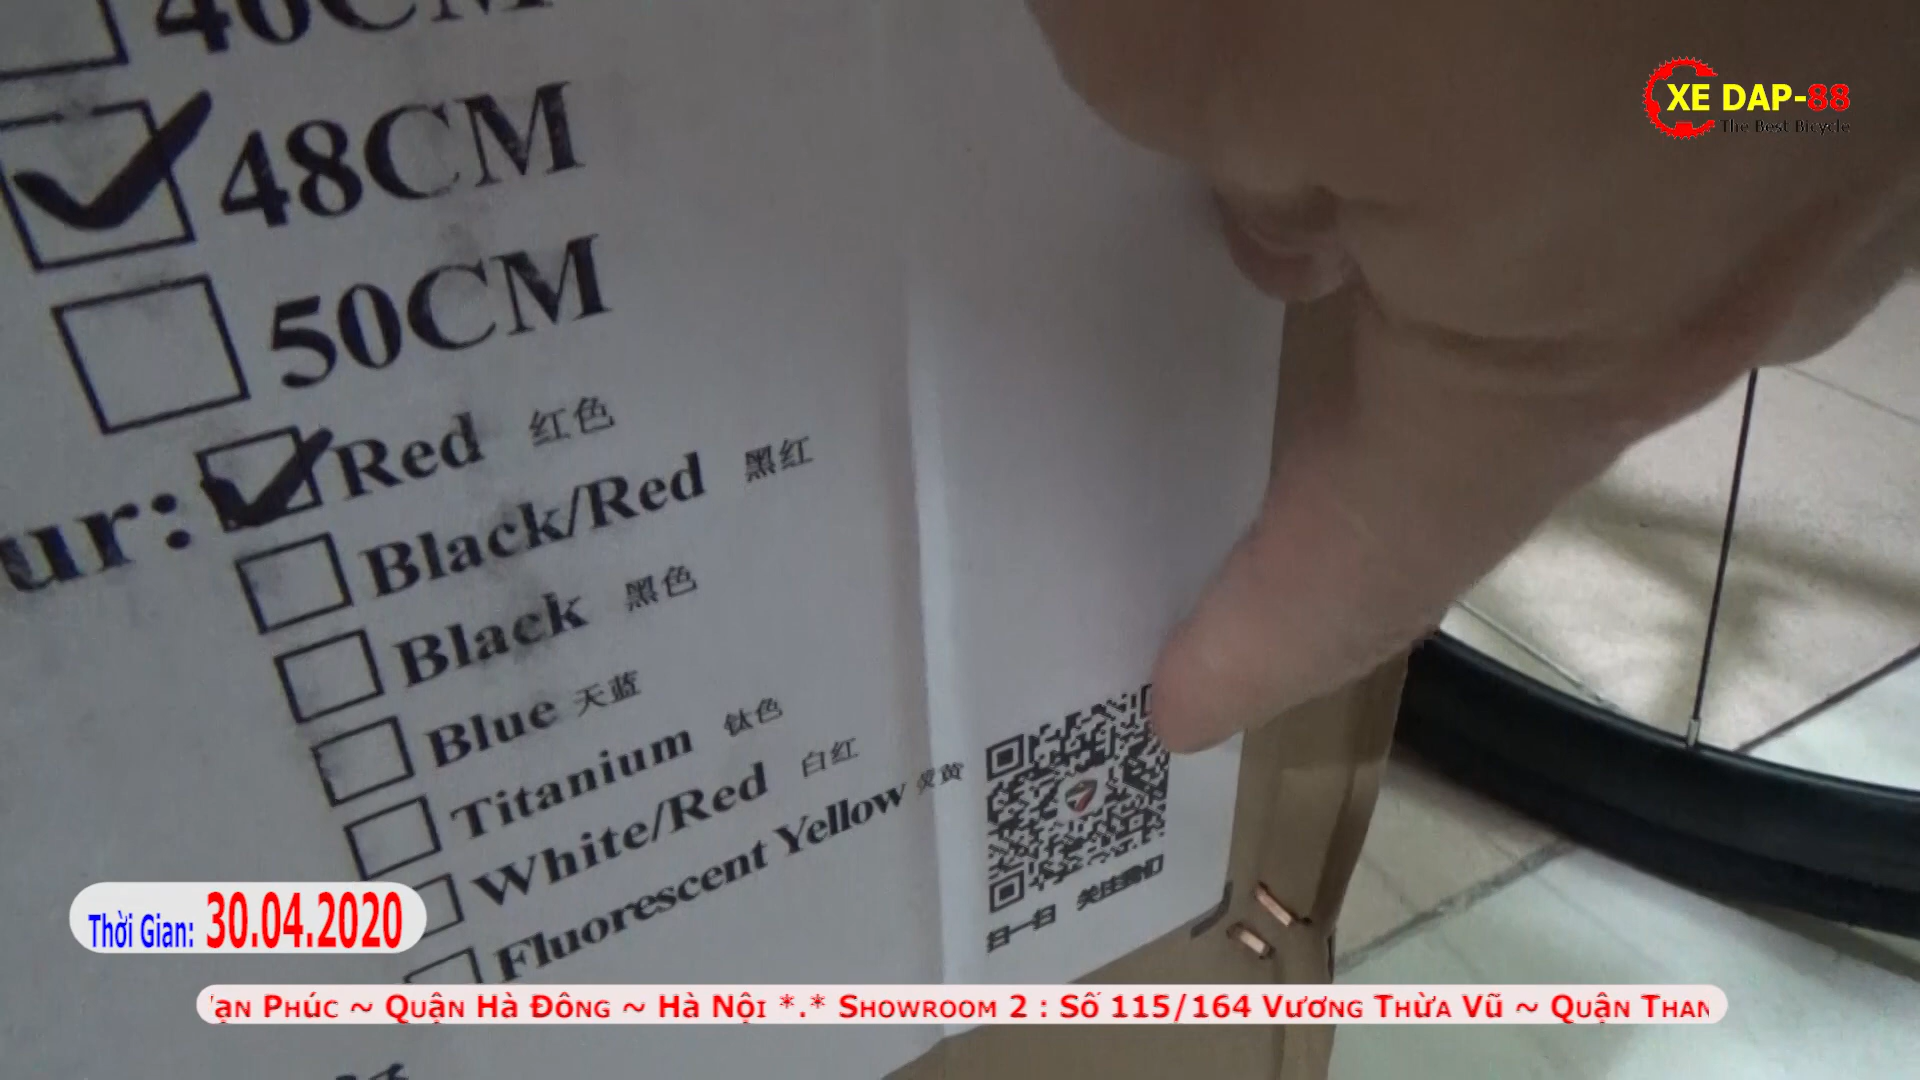 46CM
XE DAP-88
The Best Bicycle
48CM
50CM
ur: Red 红色
Black/Red 黑红
Black 黑色
Blue 天蓝
Titanium 钛色
White/Red 白红
Fluorescent Yellow 荧黄
扫一扫 关注我们
Thời Gian: 30.04.2020
ạn Phúc ~ Quận Hà Đông ~ Hà Nội *.* Showroom 2 : Số 115/164 Vương Thừa Vũ ~ Quận Than